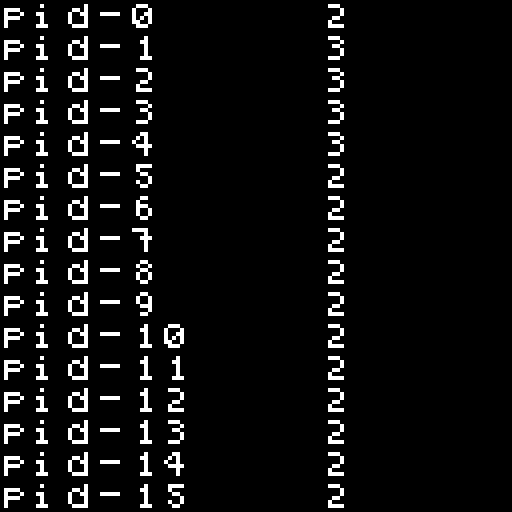 pid-0 2
pid-1 3
pid-2 3
pid-3 3
pid-4 3
pid-5 2
pid-6 2
pid-7 2
pid-8 2
pid-9 2
pid-10 2
pid-11 2
pid-12 2
pid-13 2
pid-14 2
pid-15 2